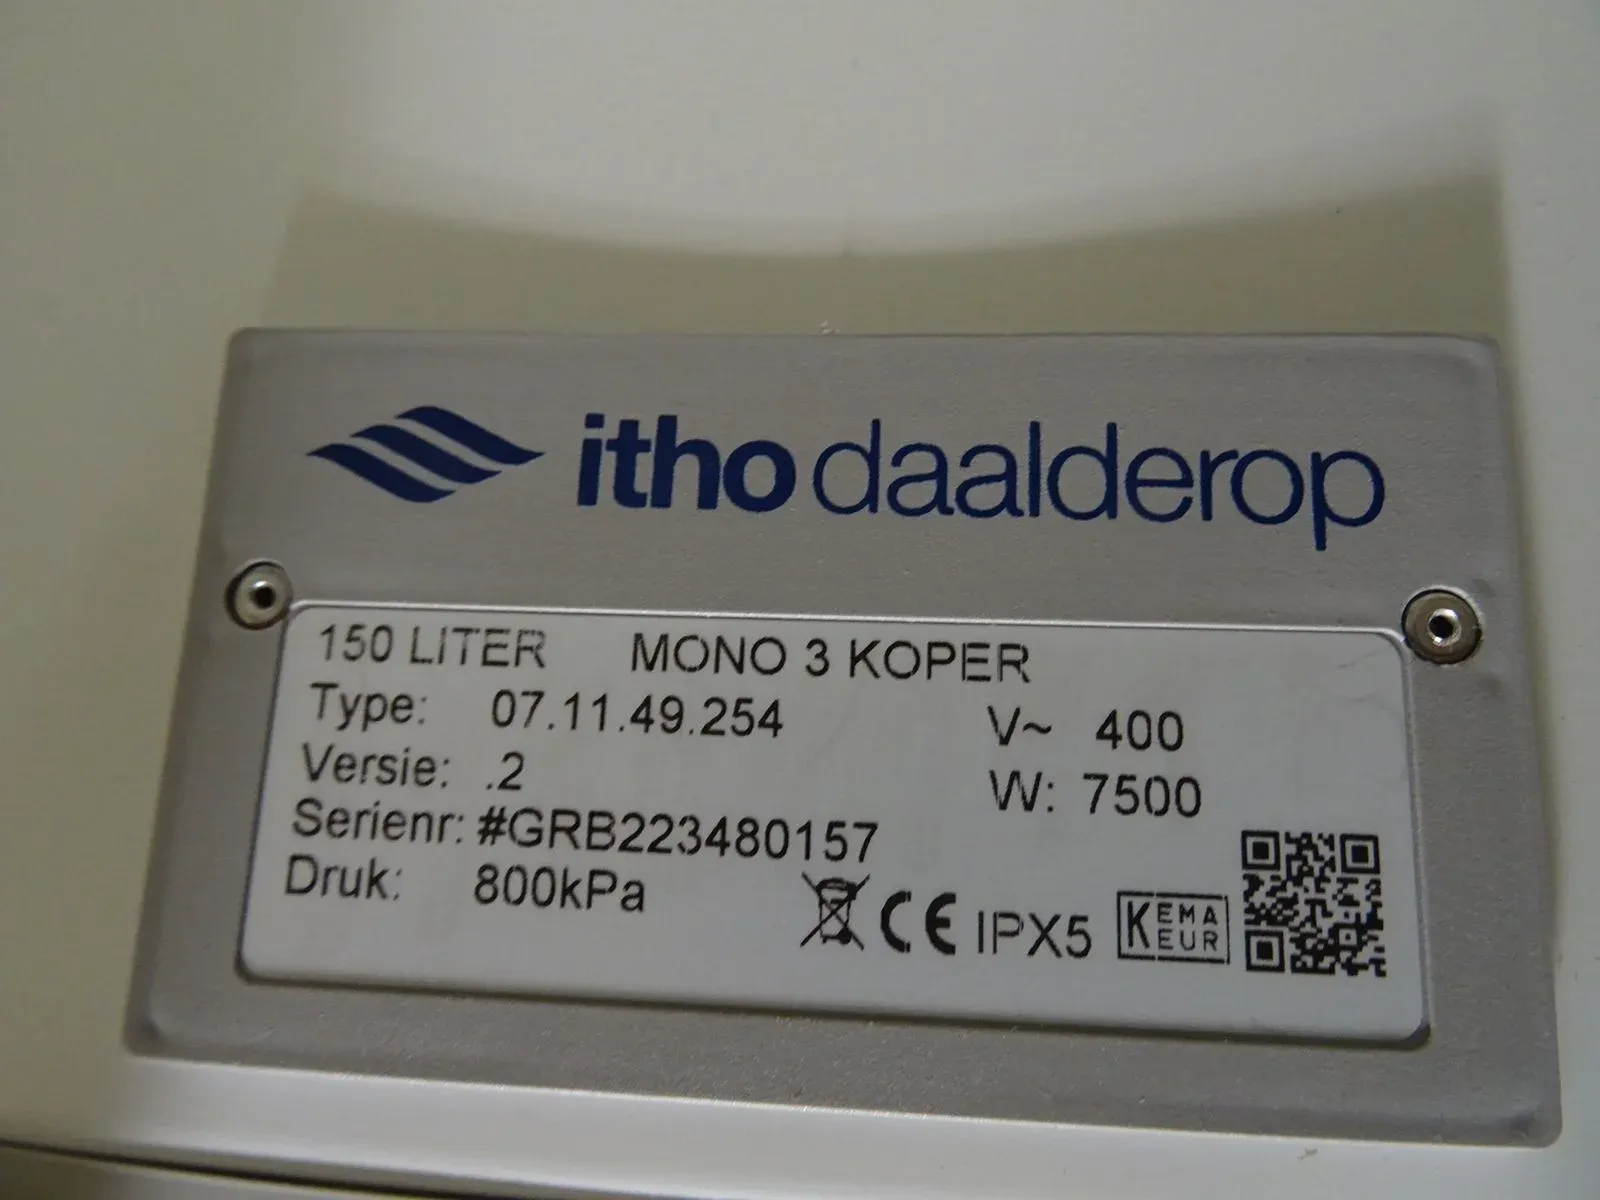 itho daalderop
150 LITER MONO 3 KOPER
Type: 07.11.49.254 V~ 400
Versie: .2 W: 7500
Serienr: #GRB223480157
Druk: 800kPa CE IPX5 KEMA EUR